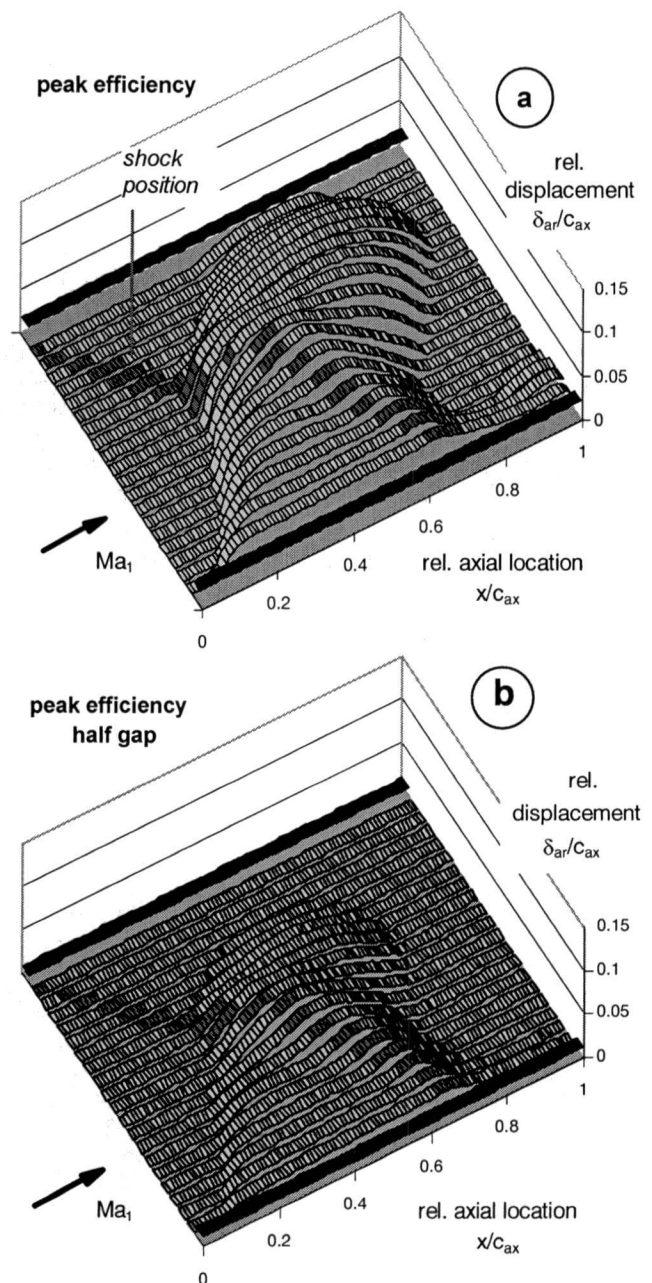 peak efficiency
a
shock
position
rel.
displacement
δar/cax
0.15
0.1
0.05
0
1
0.8
0.6
0.4
0.2
0
rel. axial location
x/cax
Ma1
peak efficiency
half gap
b
rel.
displacement
δar/cax
0.15
0.1
0.05
0
1
0.8
0.6
0.4
0.2
0
rel. axial location
x/cax
Ma1